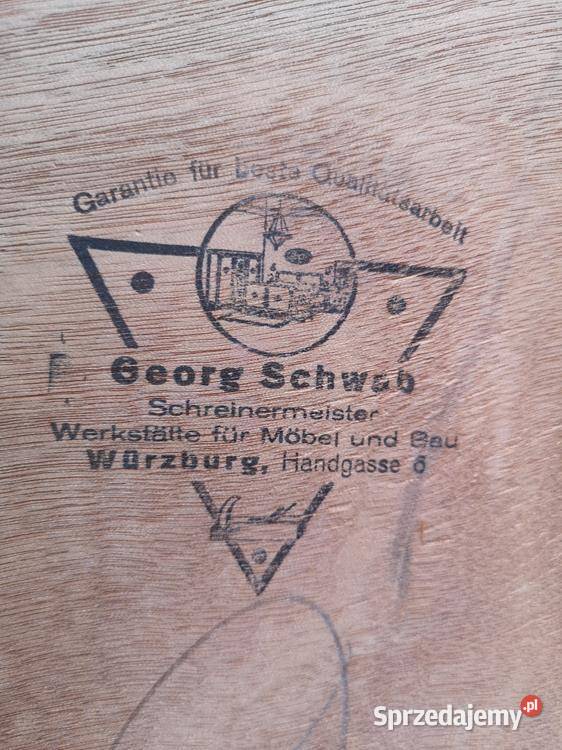 Garantie für beste Qualitätsarbeit
Georg Schwab
Schreinermeister
Werkstätte für Möbel und Bau
Würzburg, Handgasse 6
Sprzedajemy.pl